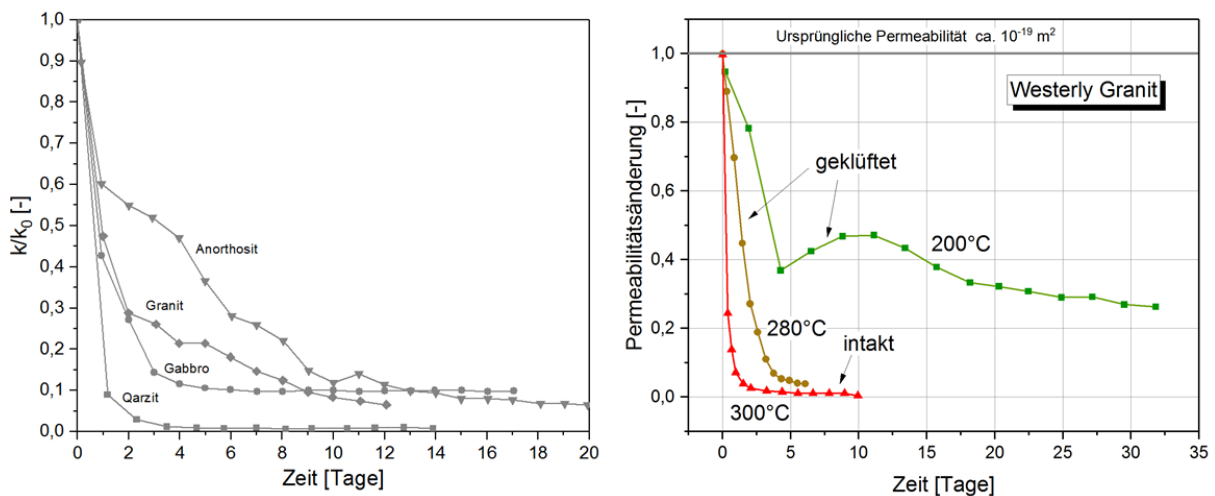 1,0
0,9
0,8
0,7
0,6
0,5
0,4
0,3
0,2
0,1
0,0
k/k0 [-]
Anorthosit
Granit
Gabbro
Qarzit
0 2 4 6 8 10 12 14 16 18 20
Zeit [Tage]
Ursprüngliche Permeabilität ca. 10-19 m2
Westerly Granit
1,0
0,8
0,6
0,4
0,2
0,0
Permeabilitätsänderung [-]
geklüftet
200°C
280°C
intakt
300°C
0 5 10 15 20 25 30 35
Zeit [Tage]